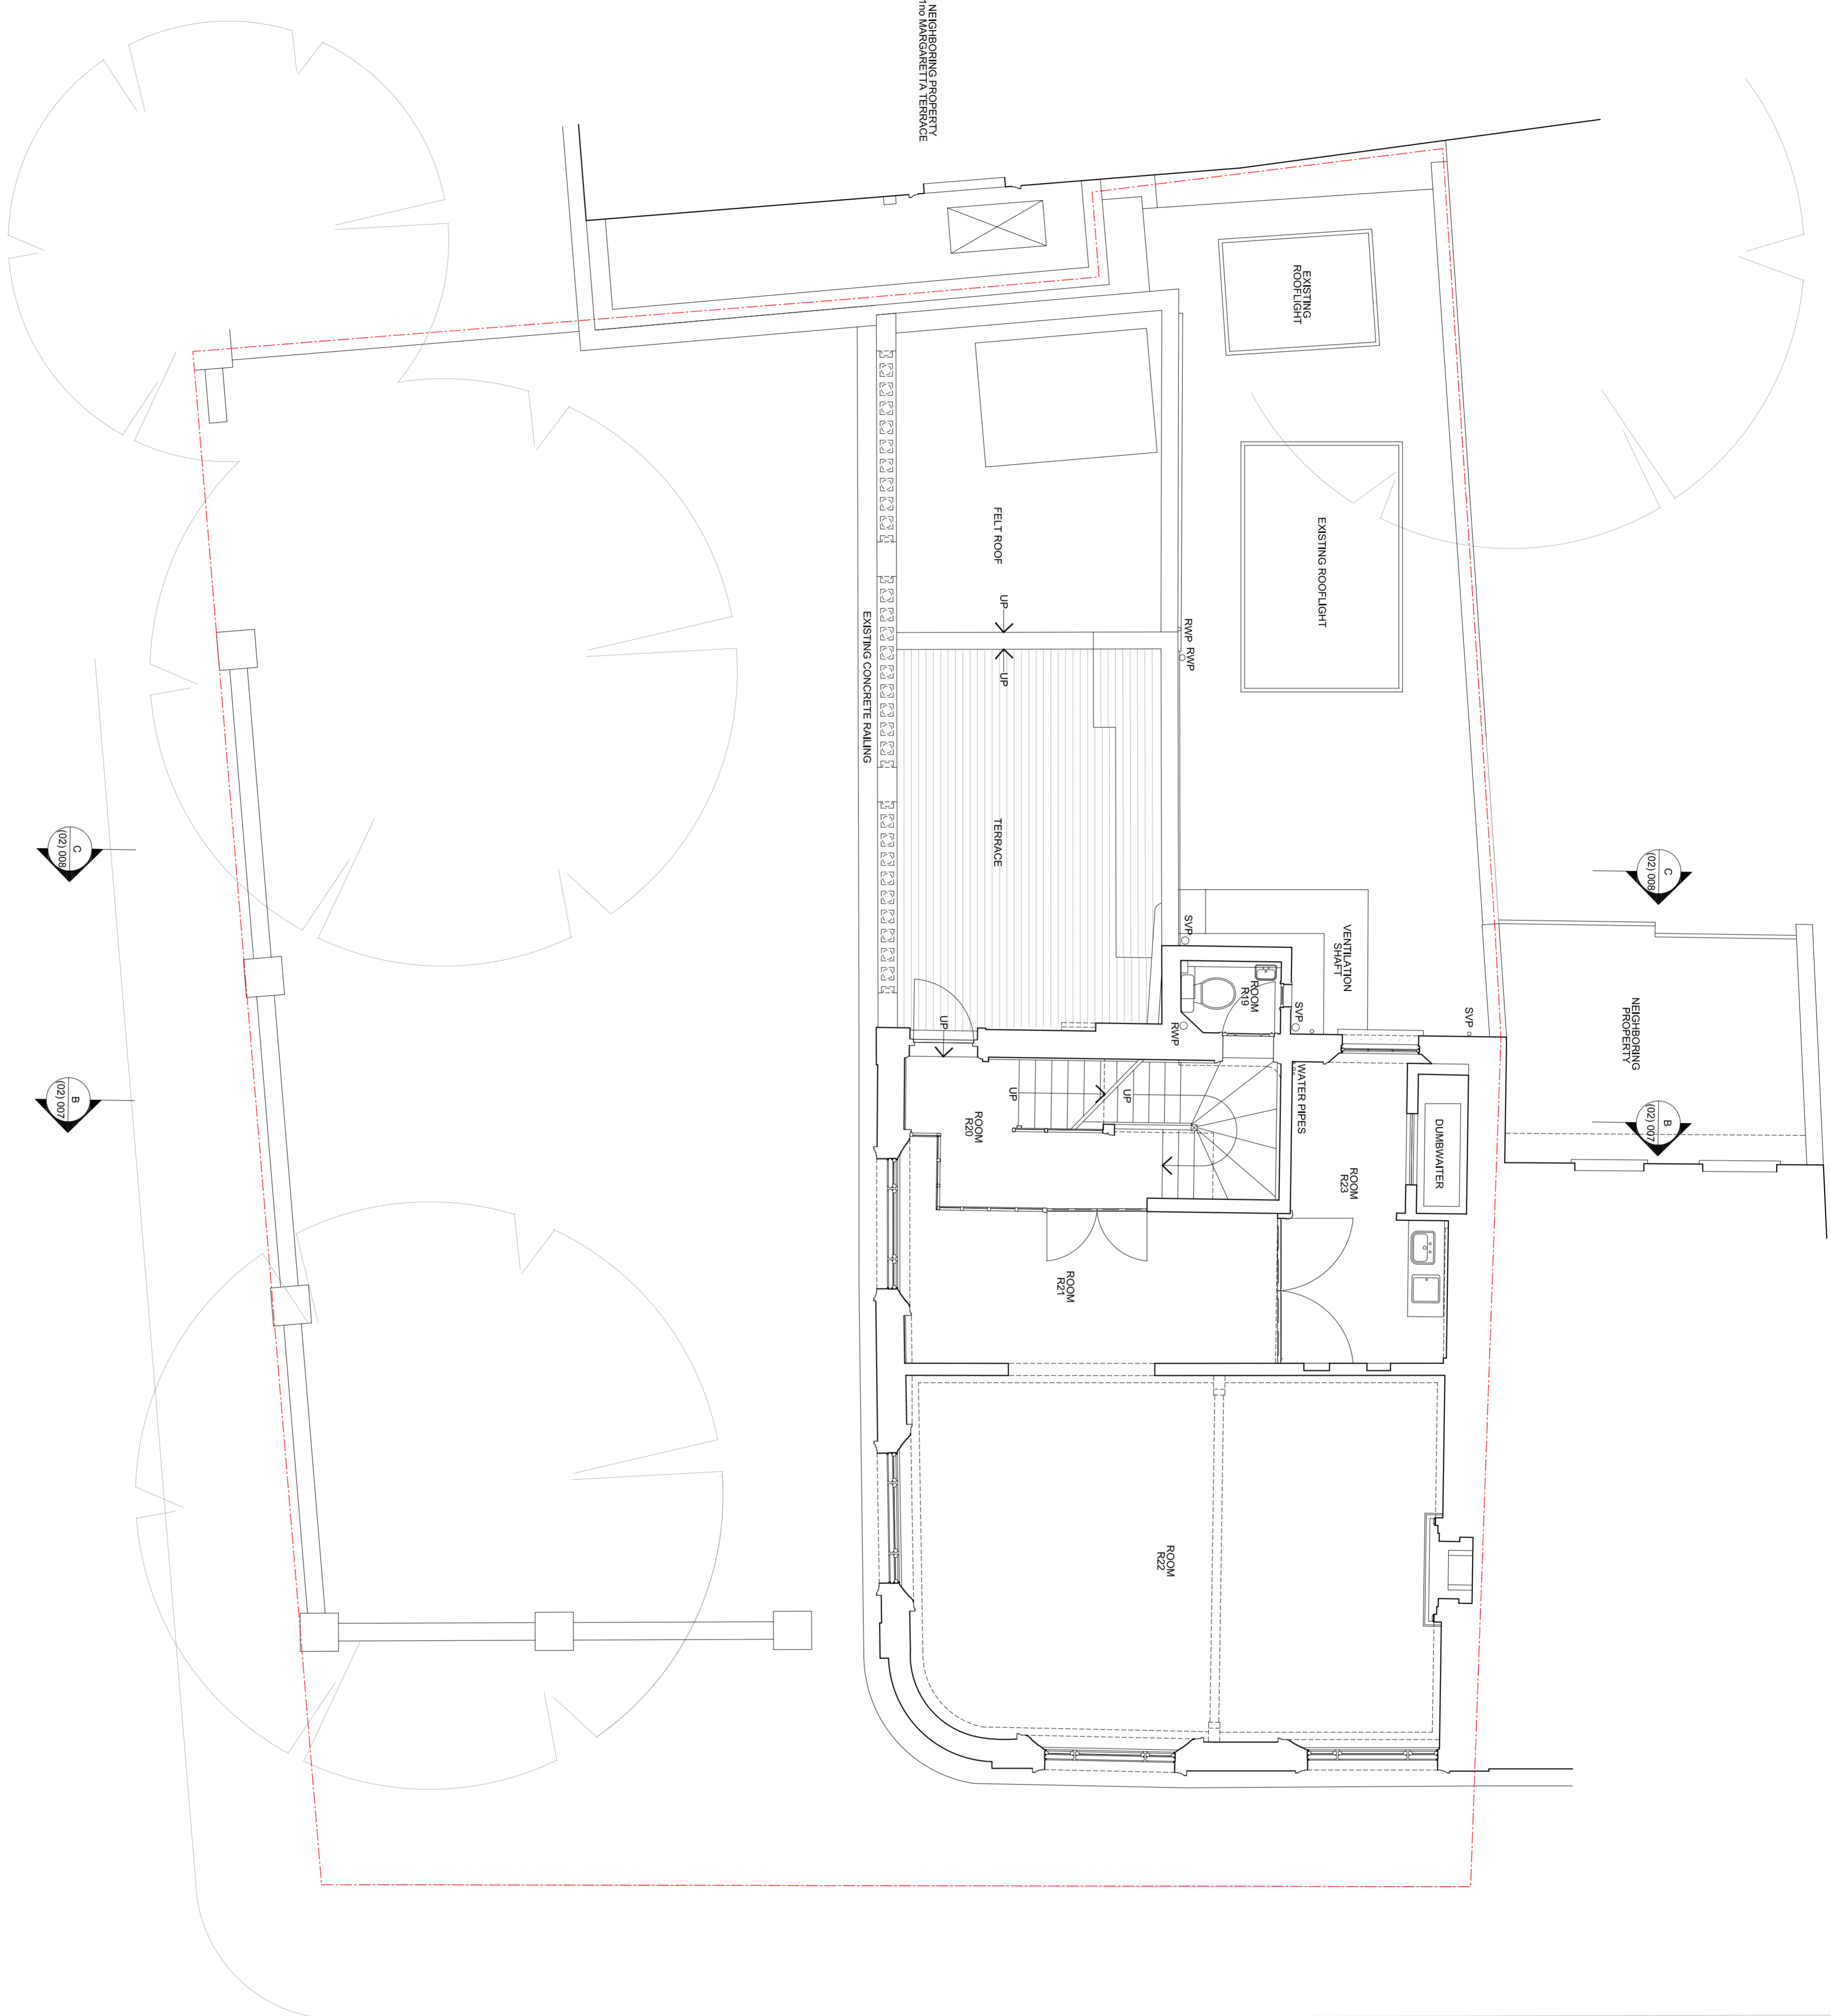 NEIGHBORING PROPERTY
1no MARGARETTA TERRACE
EXISTING
ROOFLIGHT
EXISTING ROOFLIGHT
FELT ROOF
UP
UP
RWP
RWP
EXISTING CONCRETE RAILING
TERRACE
C
(02) 008
C
(02) 008
SVP
VENTILATION
SHAFT
ROOM
R19
SVP
SVP
RWP
NEIGHBORING
PROPERTY
UP
WATER PIPES
B
(02) 007
B
(02) 007
UP
UP
ROOM
R20
DUMBWAITER
ROOM
R23
ROOM
R21
ROOM
R22